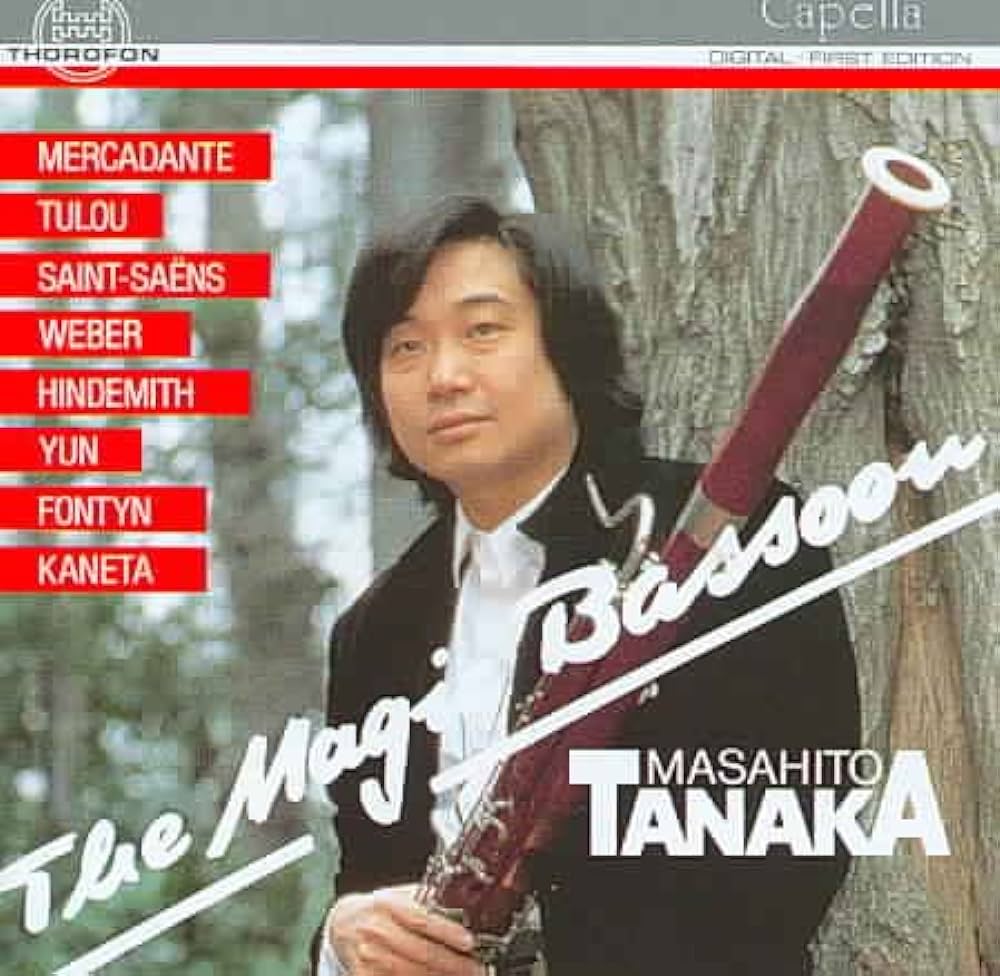 Capella
THOROFON
DIGITAL · FIRST EDITION
MERCADANTE
TULOU
SAINT-SAËNS
WEBER
HINDEMITH
YUN
FONTYN
KANETA
The Magic Bassoon
MASAHITO
TANAKA